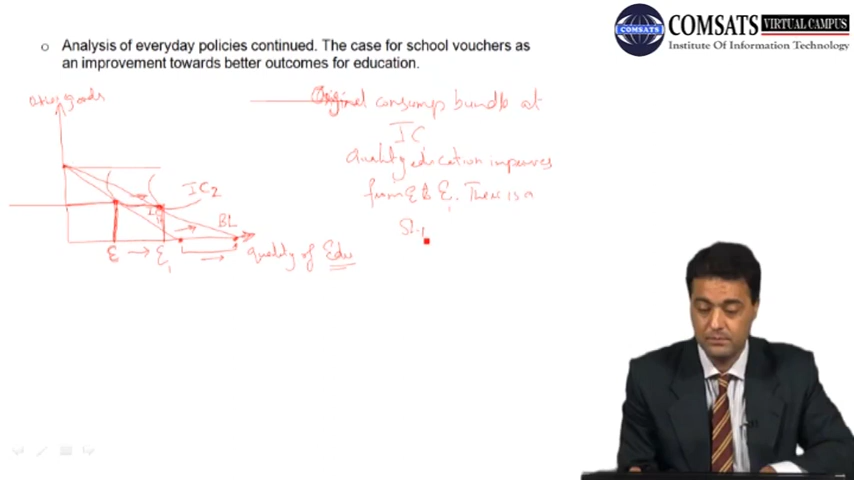 COMSATS VIRTUAL CAMPUS
Institute Of Information Technology
Analysis of everyday policies continued. The case for school vouchers as
an improvement towards better outcomes for education.
other goods
Original consump bundle at
IC
Quality education improves
from E to E1. There is a
IC2
BL
E → E1
quality of Edu